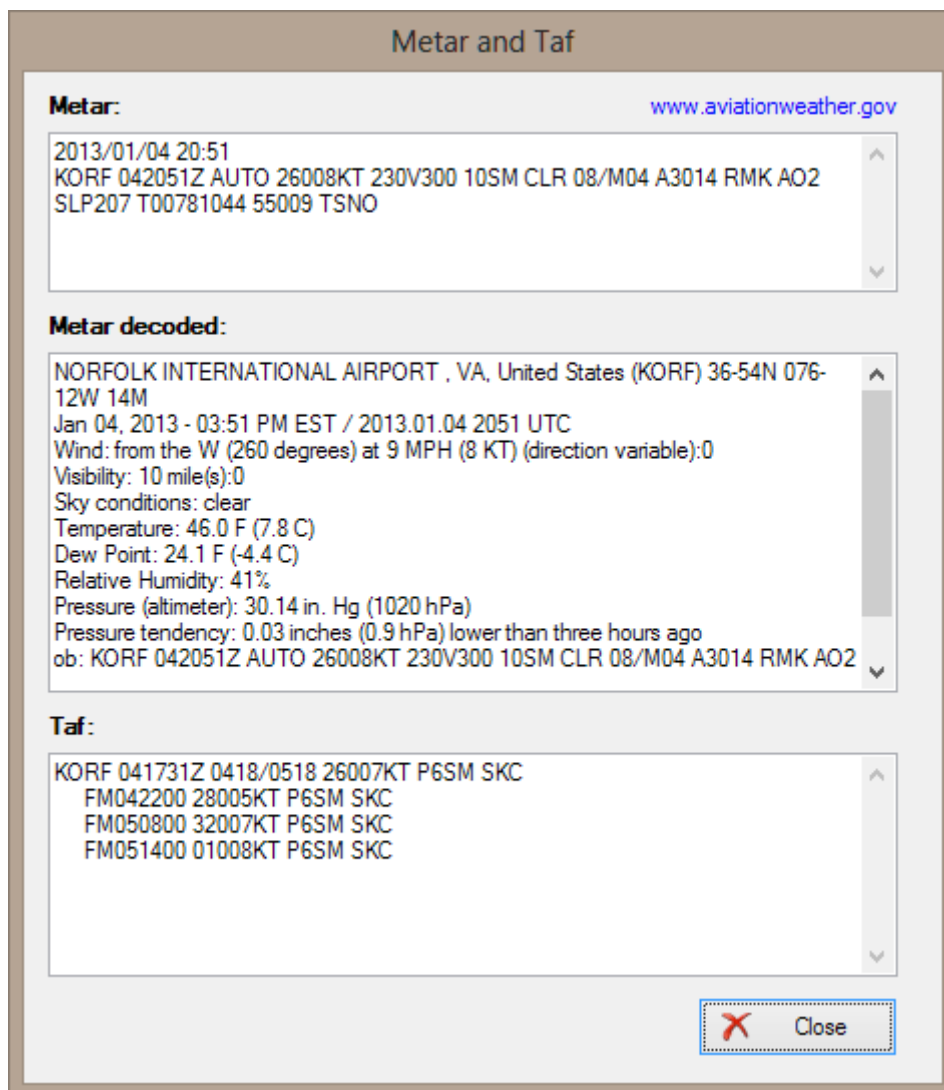 Metar and Taf
Metar:
www.aviationweather.gov
2013/01/04 20:51
KORF 042051Z AUTO 26008KT 230V300 10SM CLR 08/M04 A3014 RMK AO2
SLP207 T00781044 55009 TSNO
Metar decoded:
NORFOLK INTERNATIONAL AIRPORT , VA, United States (KORF) 36-54N 076-
12W 14M
Jan 04, 2013 - 03:51 PM EST / 2013.01.04 2051 UTC
Wind: from the W (260 degrees) at 9 MPH (8 KT) (direction variable):0
Visibility: 10 mile(s):0
Sky conditions: clear
Temperature: 46.0 F (7.8 C)
Dew Point: 24.1 F (-4.4 C)
Relative Humidity: 41%
Pressure (altimeter): 30.14 in. Hg (1020 hPa)
Pressure tendency: 0.03 inches (0.9 hPa) lower than three hours ago
ob: KORF 042051Z AUTO 26008KT 230V300 10SM CLR 08/M04 A3014 RMK AO2
Taf:
KORF 041731Z 0418/0518 26007KT P6SM SKC
FM042200 28005KT P6SM SKC
FM050800 32007KT P6SM SKC
FM051400 01008KT P6SM SKC
Close